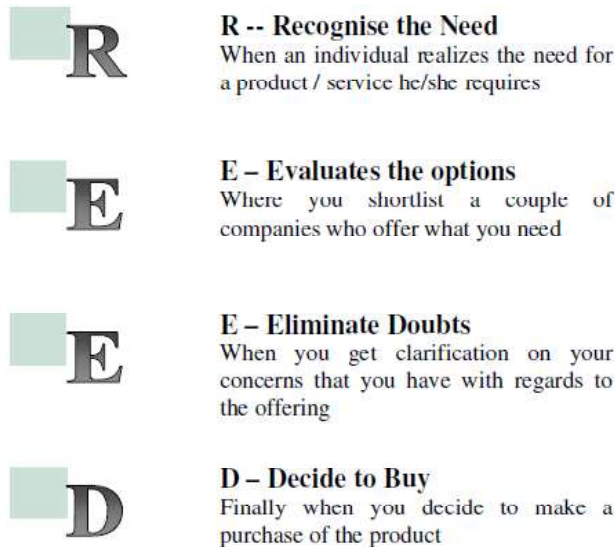 R
R -- Recognise the Need
When an individual realizes the need for
a product / service he/she requires
E
E – Evaluates the options
Where you shortlist a couple of
companies who offer what you need
E
E – Eliminate Doubts
When you get clarification on your
concerns that you have with regards to
the offering
D
D – Decide to Buy
Finally when you decide to make a
purchase of the product